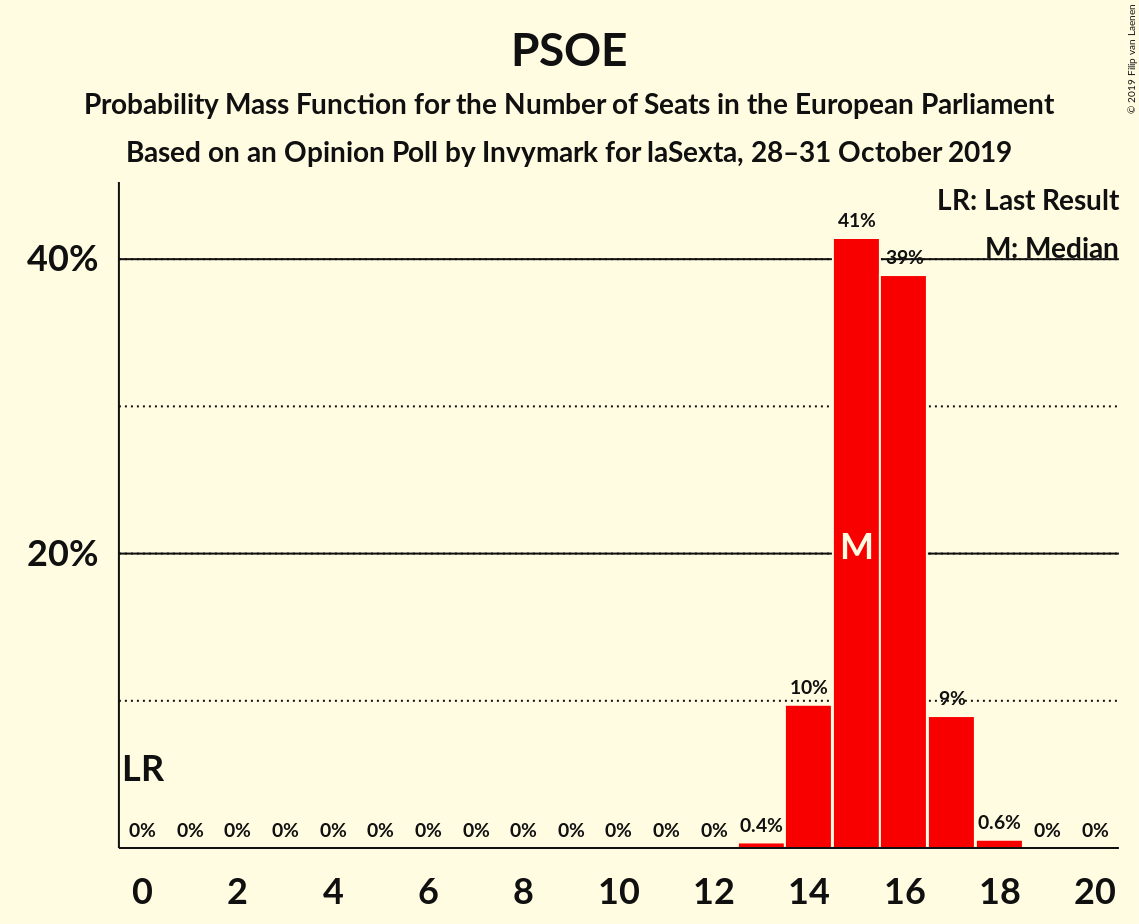 PSOE
Probability Mass Function for the Number of Seats in the European Parliament
Based on an Opinion Poll by Invymark for laSexta, 28–31 October 2019
© 2019 Filip van Laenen
LR: Last Result
M: Median
41%
39%
40%
20%
M
10%
9%
LR
0% 0% 0% 0% 0% 0% 0% 0% 0% 0% 0% 0% 0% 0.4% 0.6% 0% 0%
0 2 4 6 8 10 12 14 16 18 20